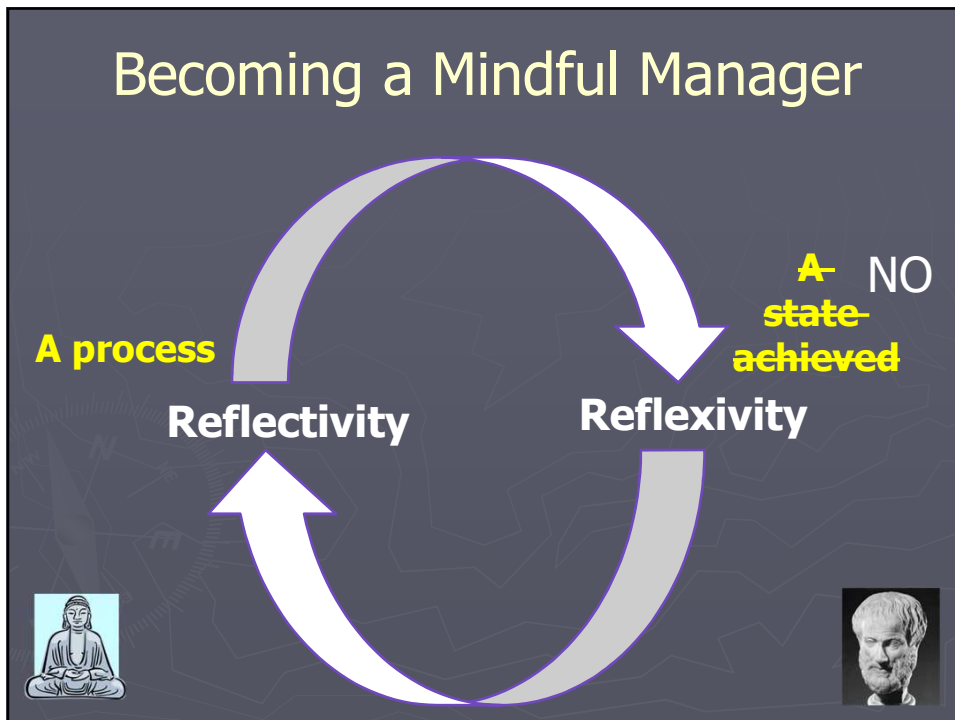 Becoming a Mindful Manager
A NO
state
achieved
A process
Reflectivity
Reflexivity
N
m